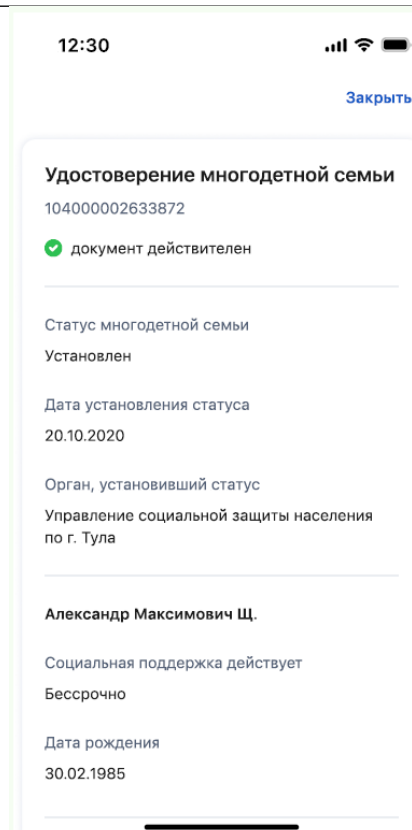 12:30
Закрыть
Удостоверение многодетной семьи
104000002633872
документ действителен
Статус многодетной семьи
Установлен
Дата установления статуса
20.10.2020
Орган, установивший статус
Управление социальной защиты населения
по г. Тула
Александр Максимович Щ.
Социальная поддержка действует
Бессрочно
Дата рождения
30.02.1985